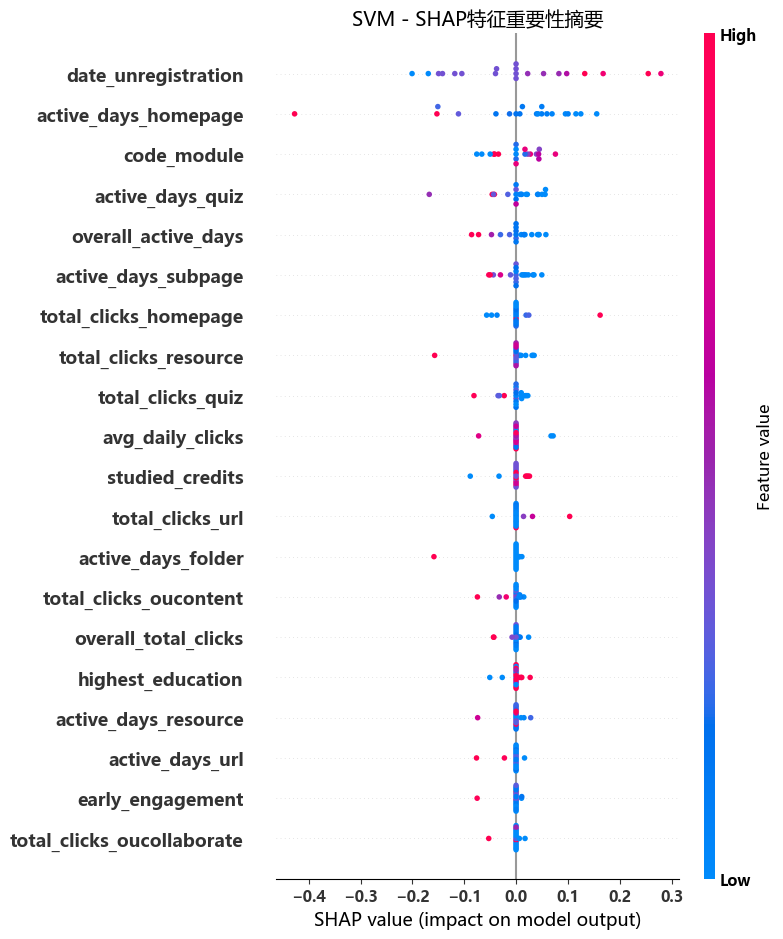 SVM - SHAP特征重要性摘要
High
date_unregistration
active_days_homepage
code_module
active_days_quiz
overall_active_days
active_days_subpage
total_clicks_homepage
total_clicks_resource
total_clicks_quiz
avg_daily_clicks
studied_credits
total_clicks_url
active_days_folder
total_clicks_oucontent
overall_total_clicks
highest_education
active_days_resource
active_days_url
early_engagement
total_clicks_oucollaborate
Feature value
Low
−0.4 −0.3 −0.2 −0.1 0.0 0.1 0.2 0.3
SHAP value (impact on model output)